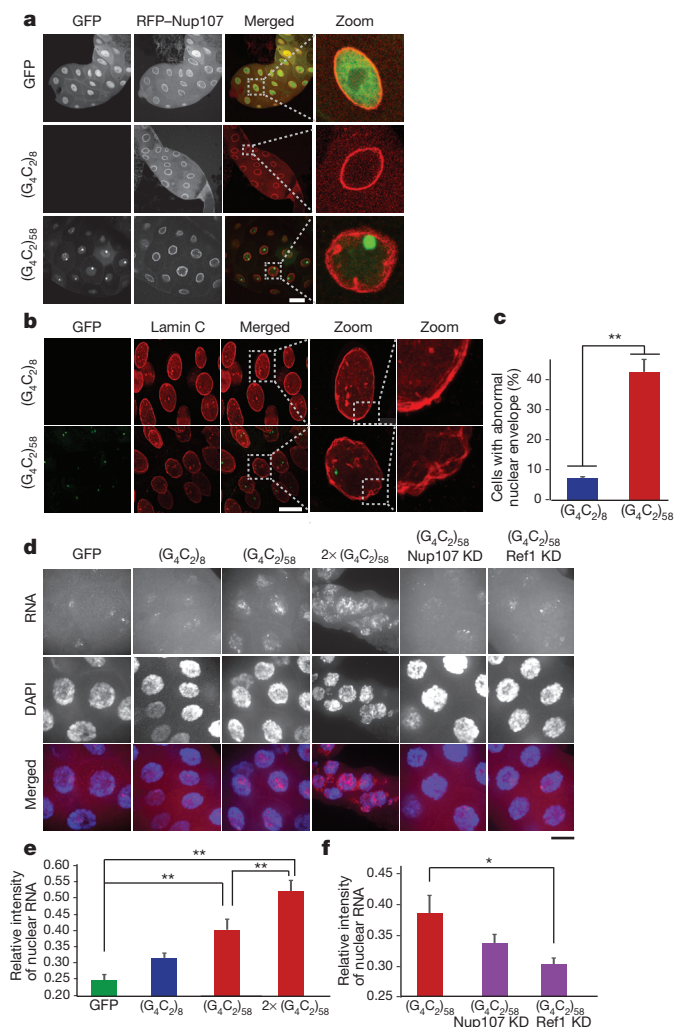 a
GFP RFP–Nup107 Merged Zoom
GFP
(G₄C₂)₈
(G₄C₂)₅₈
b
GFP Lamin C Merged Zoom Zoom
(G₄C₂)₈
(G₄C₂)₅₈
c
**
Cells with abnormal
nuclear envelope (%)
40
30
20
10
0
(G₄C₂)₈ (G₄C₂)₅₈
d
GFP (G₄C₂)₈ (G₄C₂)₅₈ 2× (G₄C₂)₅₈ (G₄C₂)₅₈ (G₄C₂)₅₈
Nup107 KD Ref1 KD
RNA
DAPI
Merged
e
Relative intensity
of nuclear RNA
0.60
0.55
0.50
0.45
0.40
0.35
0.30
0.25
0.20
**
**
**
GFP (G₄C₂)₈ (G₄C₂)₅₈ 2× (G₄C₂)₅₈
f
Relative intensity
of nuclear RNA
0.45
0.40
0.35
0.30
0.25
*
(G₄C₂)₅₈ (G₄C₂)₅₈ (G₄C₂)₅₈
Nup107 KD Ref1 KD